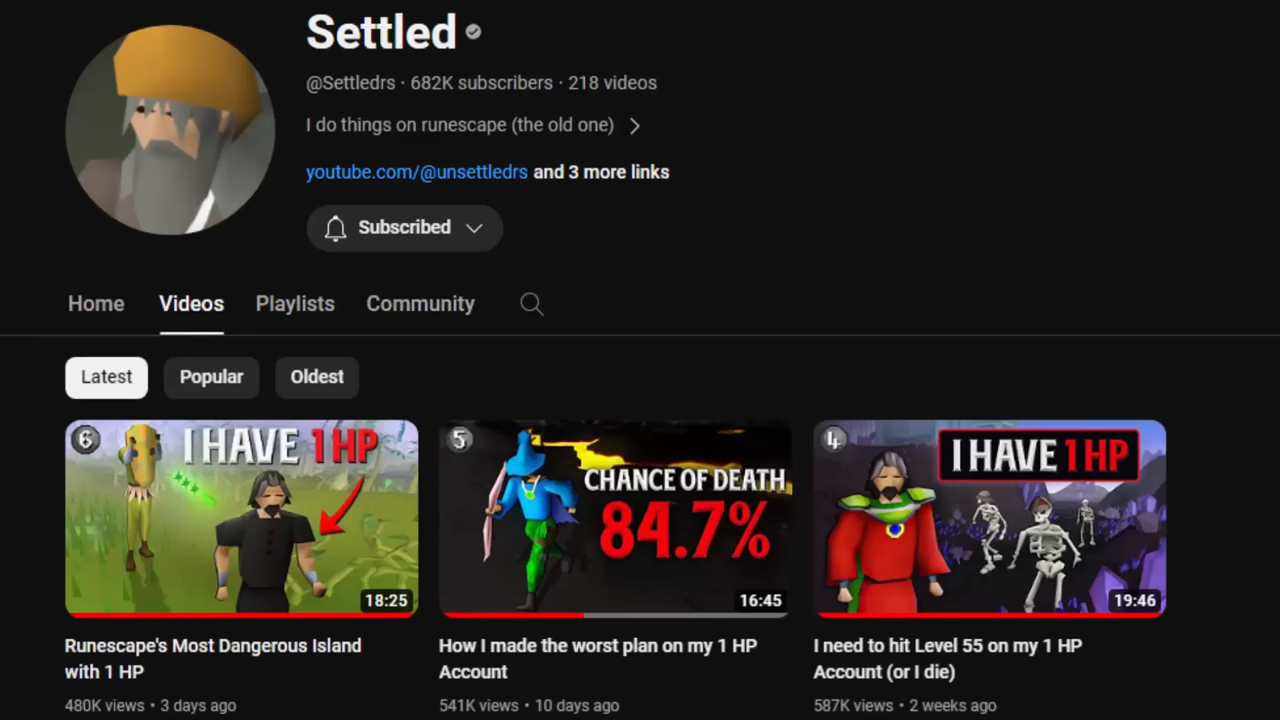 Settled
@Settledrs · 682K subscribers · 218 videos
I do things on runescape (the old one)
youtube.com/@unsettledrs and 3 more links
Subscribed
Home Videos Playlists Community
Latest Popular Oldest
6 I HAVE 1HP
18:25
5 CHANCE OF DEATH
84.7%
16:45
4 I HAVE 1HP
19:46
Runescape's Most Dangerous Island
with 1 HP
480K views • 3 days ago
How I made the worst plan on my 1 HP
Account
541K views • 10 days ago
I need to hit Level 55 on my 1 HP
Account (or I die)
587K views • 2 weeks ago